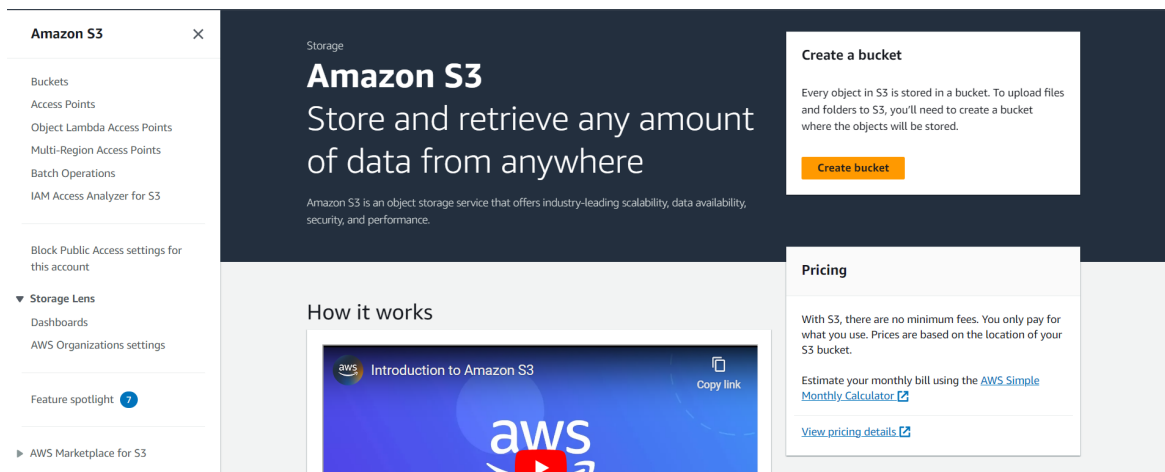 Amazon S3
Buckets
Access Points
Object Lambda Access Points
Multi-Region Access Points
Batch Operations
IAM Access Analyzer for S3
Block Public Access settings for
this account
Storage Lens
Dashboards
AWS Organizations settings
Feature spotlight 7
AWS Marketplace for S3
Storage
Amazon S3
Store and retrieve any amount
of data from anywhere
Amazon S3 is an object storage service that offers industry-leading scalability, data availability,
security, and performance.
How it works
aws Introduction to Amazon S3
Copy link
aws
Create a bucket
Every object in S3 is stored in a bucket. To upload files
and folders to S3, you'll need to create a bucket
where the objects will be stored.
Create bucket
Pricing
With S3, there are no minimum fees. You only pay for
what you use. Prices are based on the location of your
S3 bucket.
Estimate your monthly bill using the AWS Simple
Monthly Calculator
View pricing details